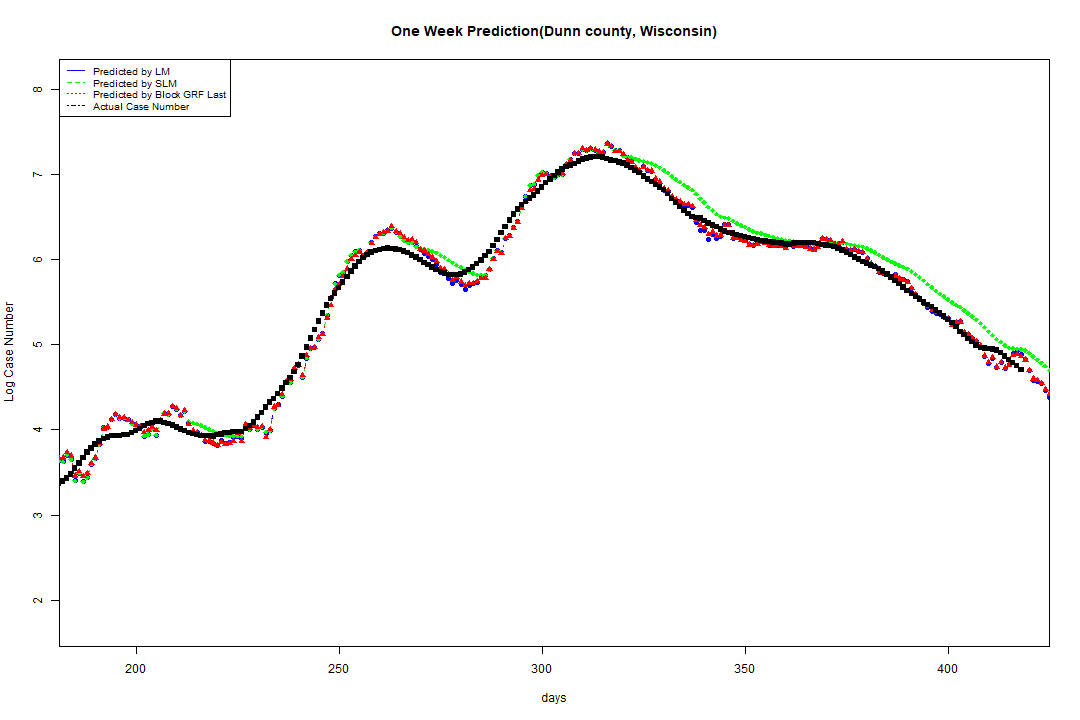 One Week Prediction(Dunn county, Wisconsin)
Predicted by LM
Predicted by SLM
Predicted by Block GRF Last
Actual Case Number
8
7
6
5
4
3
2
Log Case Number
200 250 300 350 400
days